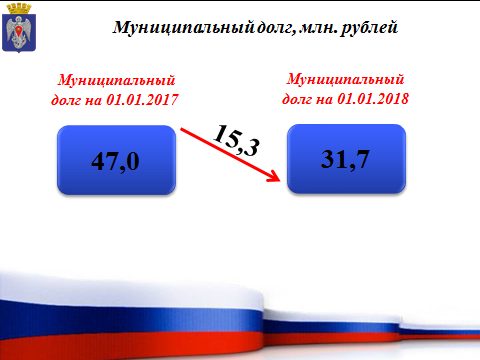 Муниципальный долг, млн. рублей
Муниципальный
долг на 01.01.2017
Муниципальный
долг на 01.01.2018
47,0
15,3
31,7